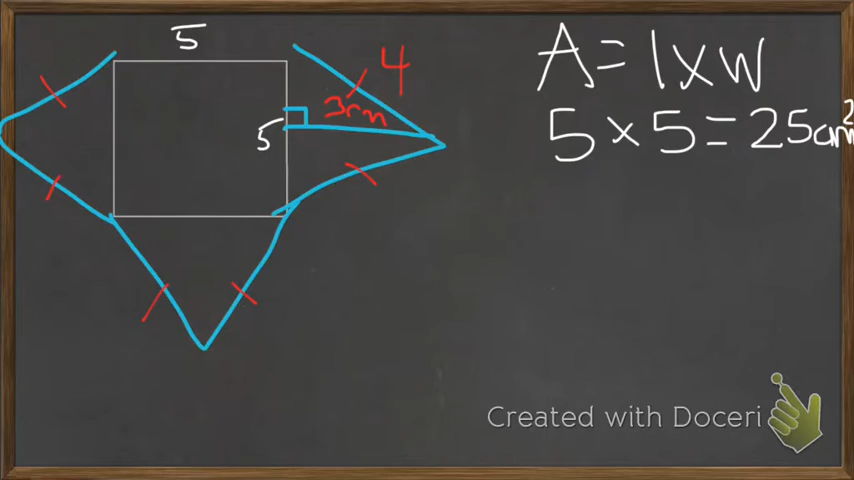 5
4
3cm
5
A = l x w
5 x 5 = 25cm²
Created with Doceri